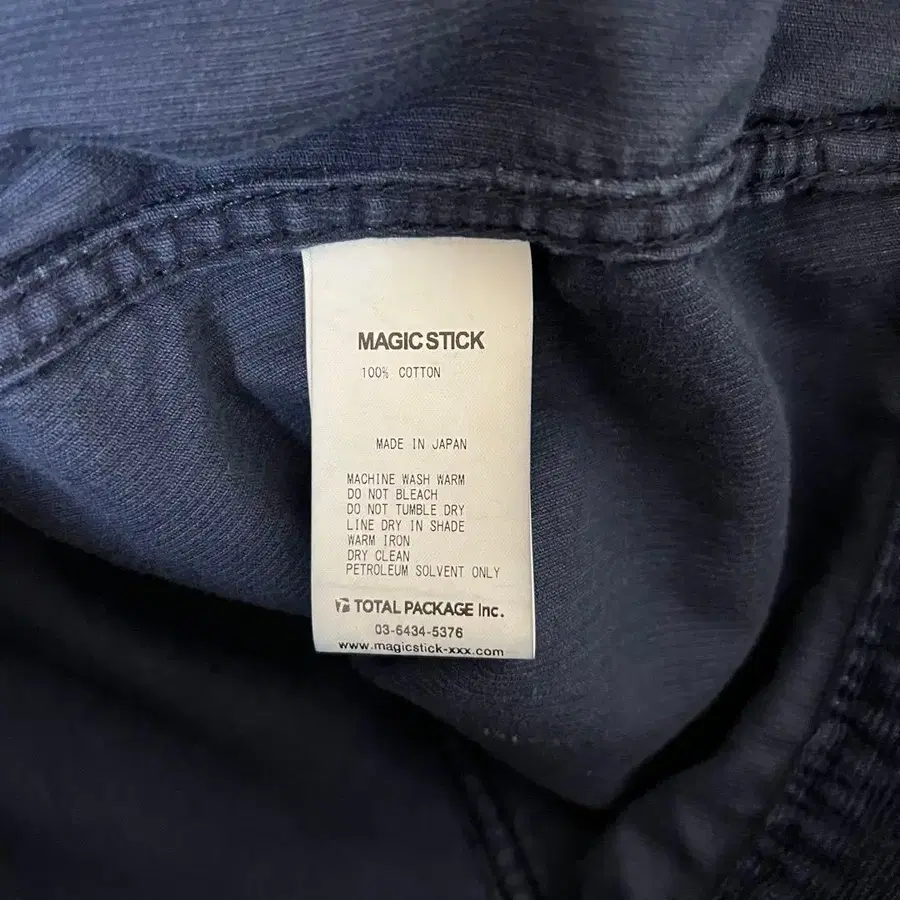 MAGIC STICK
100% COTTON
MADE IN JAPAN
MACHINE WASH WARM
DO NOT BLEACH
DO NOT TUMBLE DRY
LINE DRY IN SHADE
WARM IRON
DRY CLEAN
PETROLEUM SOLVENT ONLY
TOTAL PACKAGE Inc.
03-6434-5376
www.magicstick-xxx.com